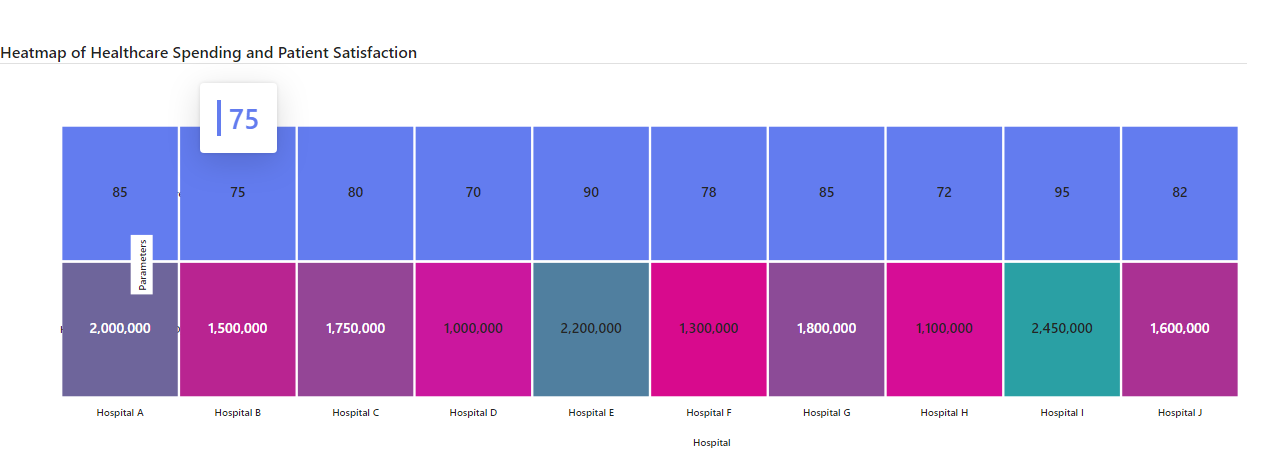 Heatmap of Healthcare Spending and Patient Satisfaction
75
85 75 80 70 90 78 85 72 95 82
Parameters
2,000,000 1,500,000 1,750,000 1,000,000 2,200,000 1,300,000 1,800,000 1,100,000 2,450,000 1,600,000
Hospital A Hospital B Hospital C Hospital D Hospital E Hospital F Hospital G Hospital H Hospital I Hospital J
Hospital